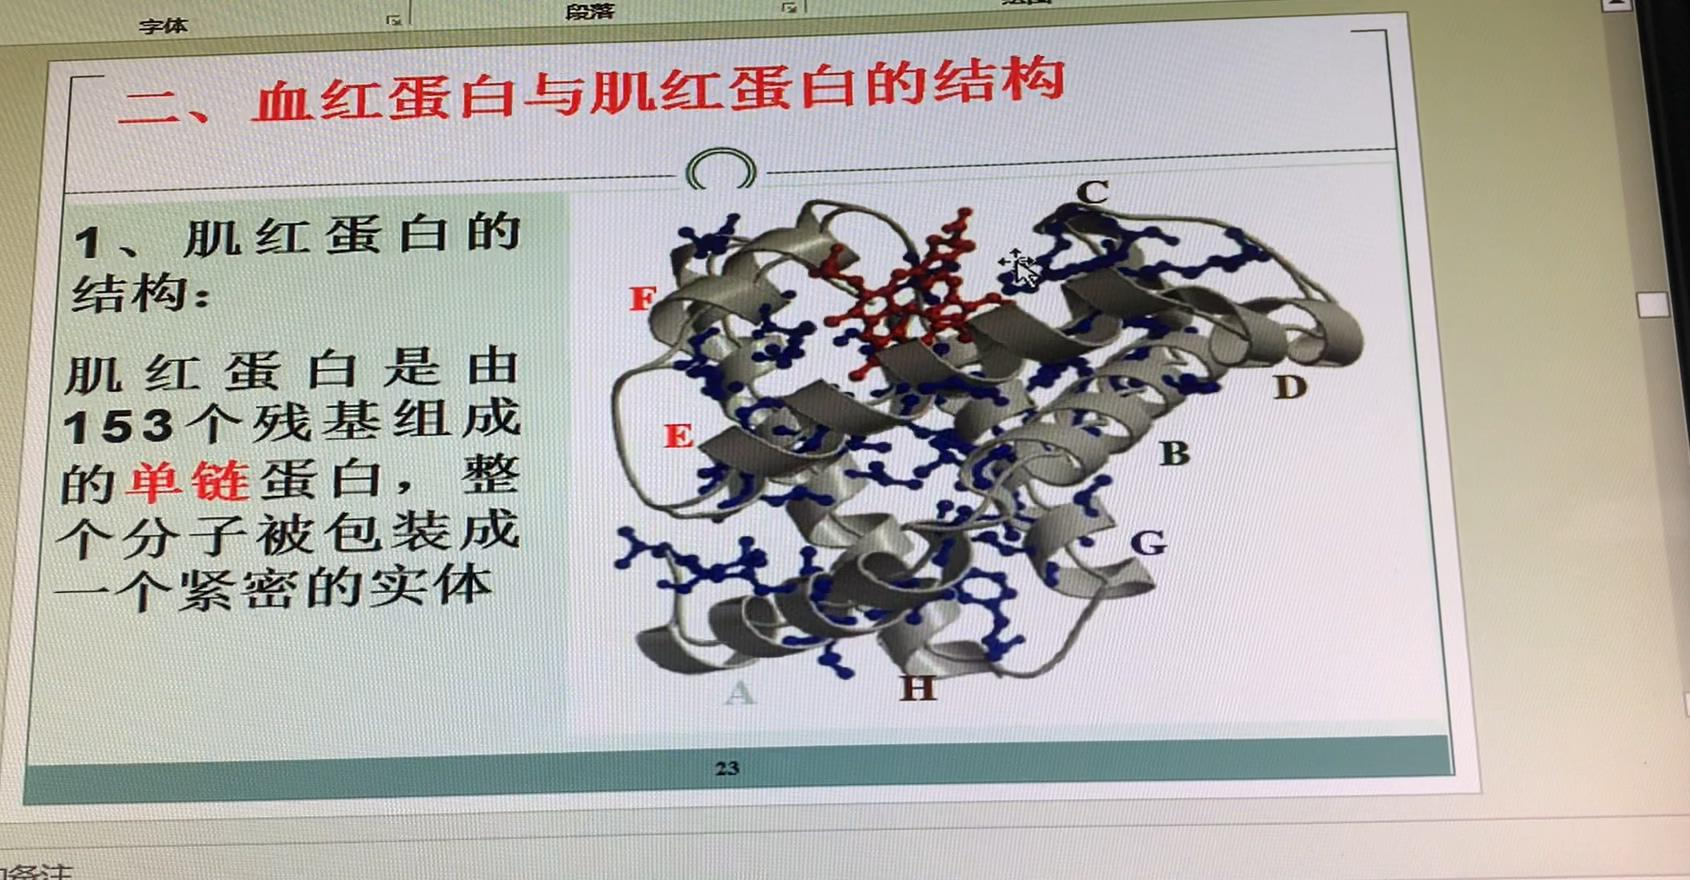 字体
段落
二、血红蛋白与肌红蛋白的结构
1、肌红蛋白的
结构：
肌红蛋白是由
153个残基组成
的单链蛋白，整
个分子被包装成
一个紧密的实体
C
F
D
E
B
G
A
H
23
备注